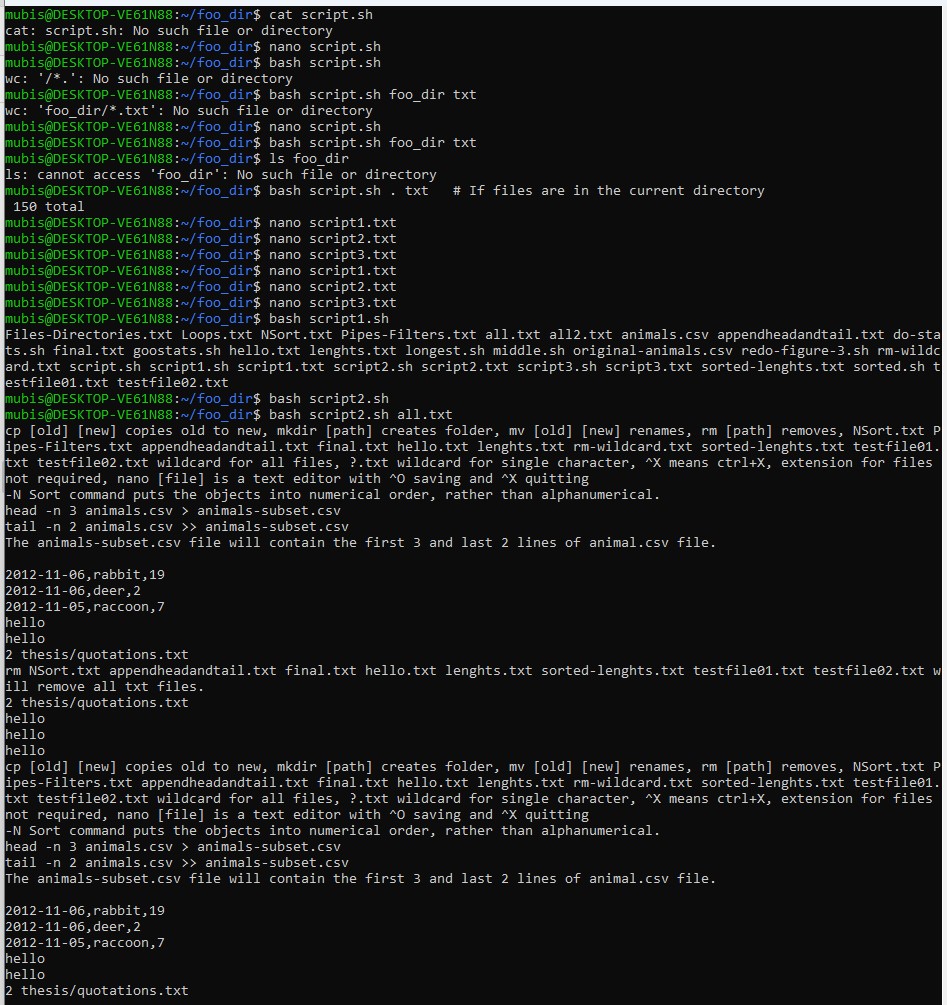 mubis@DESKTOP-VE61N88:~/foo_dir$ cat script.sh
cat: script.sh: No such file or directory
mubis@DESKTOP-VE61N88:~/foo_dir$ nano script.sh
mubis@DESKTOP-VE61N88:~/foo_dir$ bash script.sh
wc: '/*.': No such file or directory
mubis@DESKTOP-VE61N88:~/foo_dir$ bash script.sh foo_dir txt
wc: 'foo_dir/*.txt': No such file or directory
mubis@DESKTOP-VE61N88:~/foo_dir$ nano script.sh
mubis@DESKTOP-VE61N88:~/foo_dir$ bash script.sh foo_dir txt
mubis@DESKTOP-VE61N88:~/foo_dir$ ls foo_dir
ls: cannot access 'foo_dir': No such file or directory
mubis@DESKTOP-VE61N88:~/foo_dir$ bash script.sh . txt   # If files are in the current directory
 150 total
mubis@DESKTOP-VE61N88:~/foo_dir$ nano script1.txt
mubis@DESKTOP-VE61N88:~/foo_dir$ nano script2.txt
mubis@DESKTOP-VE61N88:~/foo_dir$ nano script3.txt
mubis@DESKTOP-VE61N88:~/foo_dir$ nano script1.txt
mubis@DESKTOP-VE61N88:~/foo_dir$ nano script2.txt
mubis@DESKTOP-VE61N88:~/foo_dir$ nano script3.txt
mubis@DESKTOP-VE61N88:~/foo_dir$ bash script1.sh
Files-Directories.txt Loops.txt NSort.txt Pipes-Filters.txt all.txt all2.txt animals.csv appendheadandtail.txt do-sta
ts.sh final.txt goostats.sh hello.txt lenghts.txt longest.sh middle.sh original-animals.csv redo-figure-3.sh rm-wildc
ard.txt script.sh script1.sh script1.txt script2.sh script2.txt script3.sh script3.txt sorted-lenghts.txt sorted.sh t
estfile01.txt testfile02.txt
mubis@DESKTOP-VE61N88:~/foo_dir$ bash script2.sh
mubis@DESKTOP-VE61N88:~/foo_dir$ bash script2.sh all.txt
cp [old] [new] copies old to new, mkdir [path] creates folder, mv [old] [new] renames, rm [path] removes, NSort.txt P
ipes-Filters.txt appendheadandtail.txt final.txt hello.txt lenghts.txt rm-wildcard.txt sorted-lenghts.txt testfile01.
txt testfile02.txt wildcard for all files, ?.txt wildcard for single character, ^X means ctrl+X, extension for files
not required, nano [file] is a text editor with ^O saving and ^X quitting
-N Sort command puts the objects into numerical order, rather than alphanumerical.
head -n 3 animals.csv > animals-subset.csv
tail -n 2 animals.csv >> animals-subset.csv
The animals-subset.csv file will contain the first 3 and last 2 lines of animal.csv file.

2012-11-06,rabbit,19
2012-11-06,deer,2
2012-11-05,raccoon,7
hello
hello
2 thesis/quotations.txt
rm NSort.txt appendheadandtail.txt final.txt hello.txt lenghts.txt sorted-lenghts.txt testfile01.txt testfile02.txt w
ill remove all txt files.
2 thesis/quotations.txt
hello
hello
hello
cp [old] [new] copies old to new, mkdir [path] creates folder, mv [old] [new] renames, rm [path] removes, NSort.txt P
ipes-Filters.txt appendheadandtail.txt final.txt hello.txt lenghts.txt rm-wildcard.txt sorted-lenghts.txt testfile01.
txt testfile02.txt wildcard for all files, ?.txt wildcard for single character, ^X means ctrl+X, extension for files
not required, nano [file] is a text editor with ^O saving and ^X quitting
-N Sort command puts the objects into numerical order, rather than alphanumerical.
head -n 3 animals.csv > animals-subset.csv
tail -n 2 animals.csv >> animals-subset.csv
The animals-subset.csv file will contain the first 3 and last 2 lines of animal.csv file.

2012-11-06,rabbit,19
2012-11-06,deer,2
2012-11-05,raccoon,7
hello
hello
2 thesis/quotations.txt